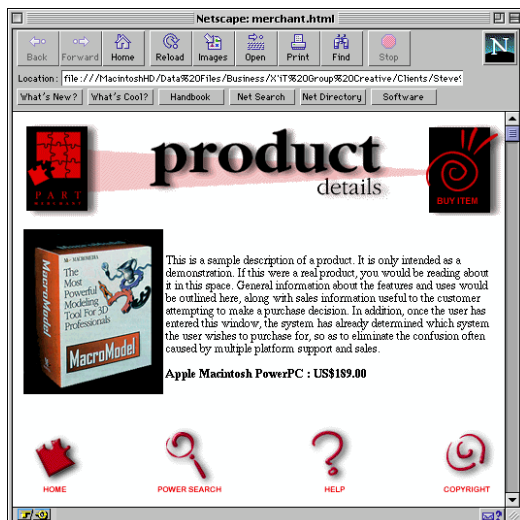 Netscape: merchant.html
Back Forward Home Reload Images Open Print Find Stop
N
Location: file:///MacintoshHD/Data%20Files/Business/X'iT%20Group%20Creative/Clients/Steve%
What's New? What's Cool? Handbook Net Search Net Directory Software
PART
MERCHANT
product
details
BUY ITEM
MACROMEDIA
The
Most
Powerful
Modeling
Tool For 3D
Professionals
MacroModel
MacroModel
This is a sample description of a product. It is only intended as a
demonstration. If this were a real product, you would be reading about
it in this space. General information about the features and uses would
be outlined here, along with sales information useful to the customer
attempting to make a purchase decision. In addition, once the user has
entered this window, the system has already determined which system
the user wishes to purchase for, so as to eliminate the confusion often
caused by multiple platform support and sales.
Apple Macintosh PowerPC : US$189.00
HOME POWER SEARCH HELP COPYRIGHT